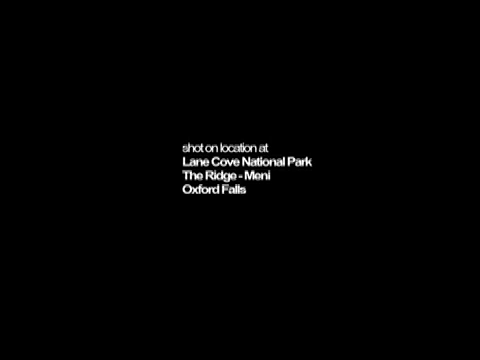 shot on location at
Lane Cove National Park
The Ridge - Meni
Oxford Falls